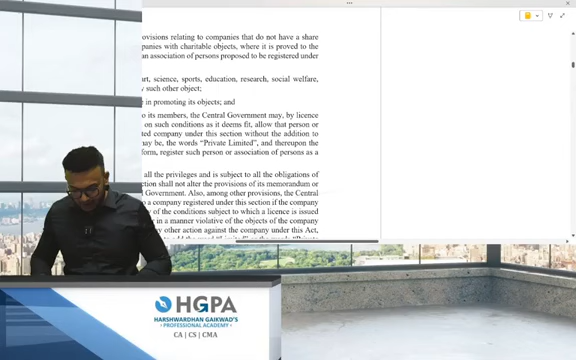 ovisions relating to companies that do not have a share
panies with charitable objects, where it is proved to the
an association of persons proposed to be registered under
art, science, sports, education, research, social welfare,
y such other object;
e in promoting its objects; and
o its members, the Central Government may, by licence
on such conditions as it deems fit, allow that person or
ted company under this section without the addition to
may be, the words “Private Limited”, and thereupon the
form, register such person or association of persons as a
all the privileges and is subject to all the obligations of
ction shall not alter the provisions of its memorandum or
l Government. Also, among other provisions, the Central
o a company registered under this section if the company
y of the conditions subject to which a licence is issued
y in a manner violative of the objects of the company
ny other action against the company under this Act,
HGPA
HARSHWARDHAN GAIKWAD'S
PROFESSIONAL ACADEMY
CA | CS | CMA